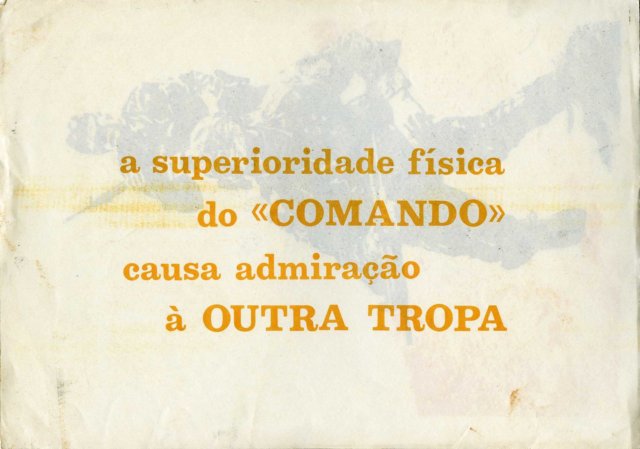 a superioridade física
do «COMANDO»
causa admiração
à OUTRA TROPA